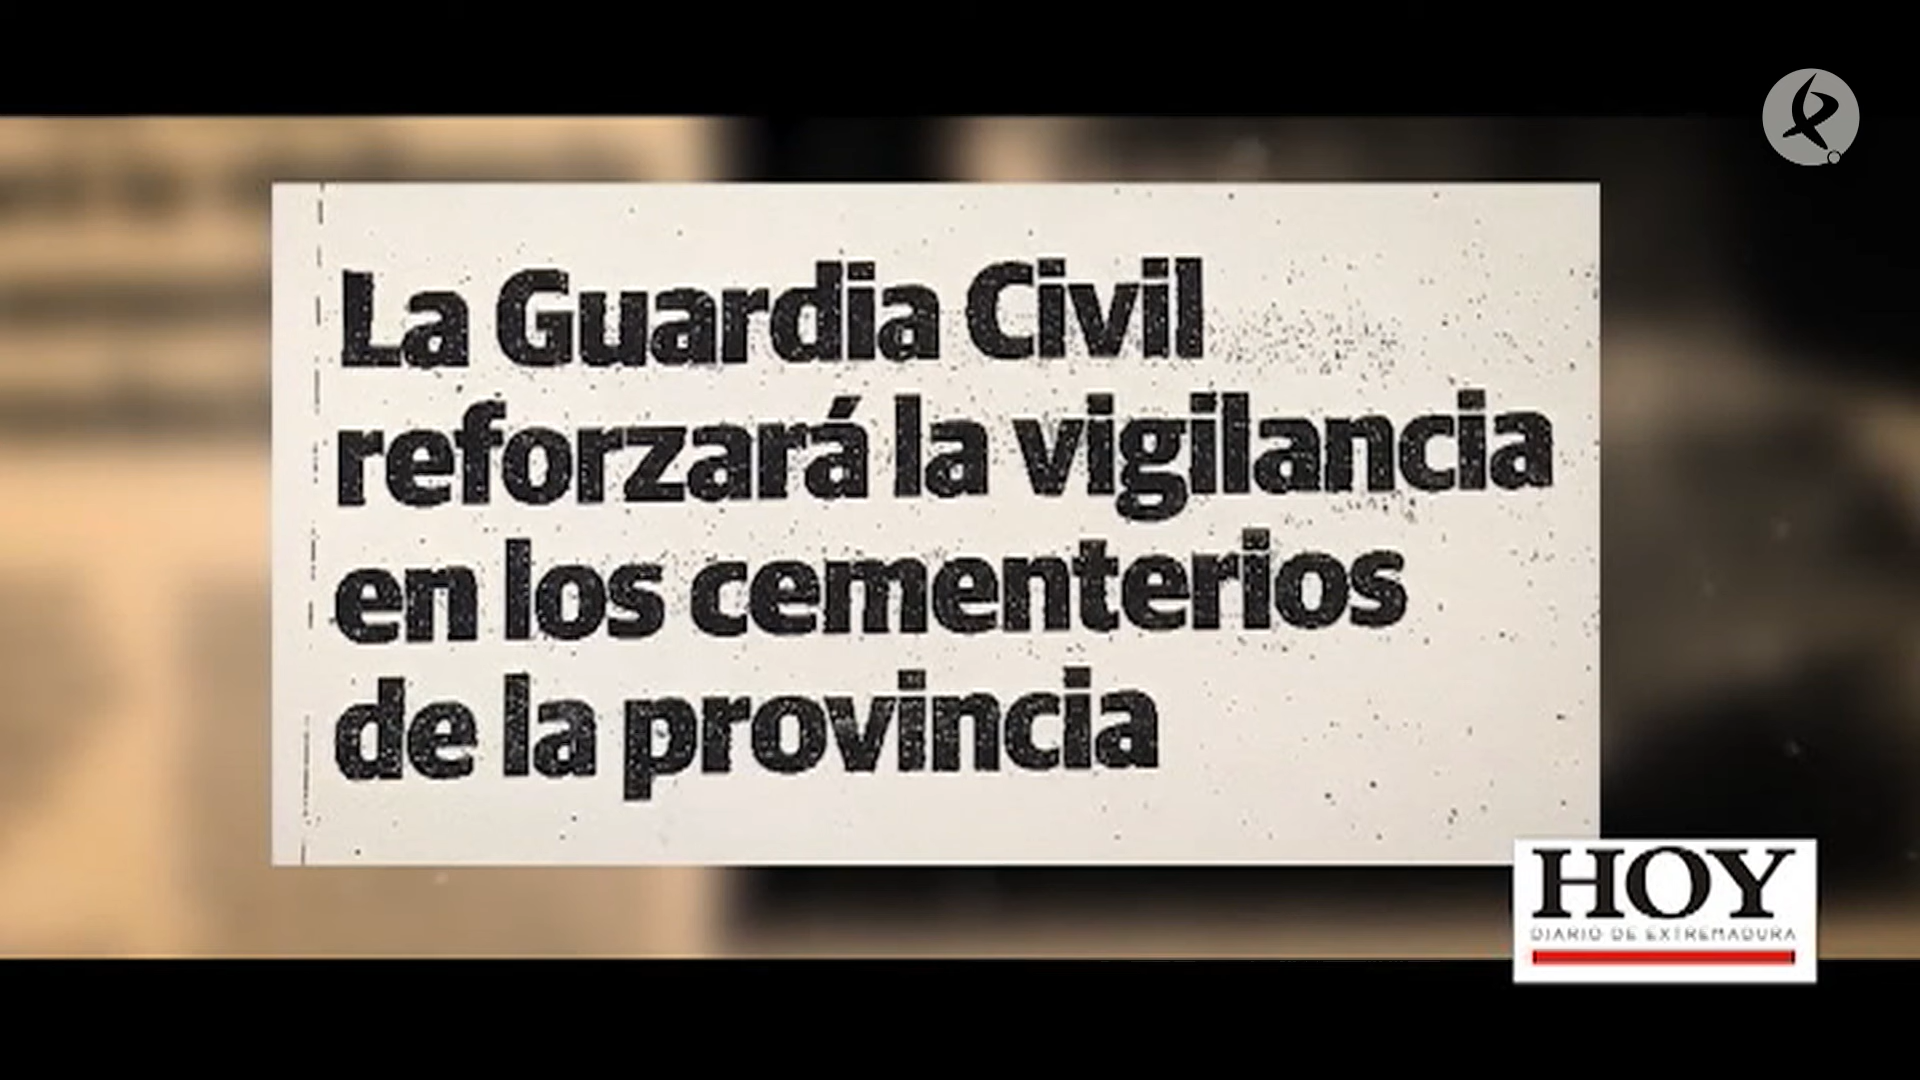 La Guardia Civil
reforzará la vigilancia
en los cementerios
de la provincia
HOY
DIARIO DE EXTREMADURA